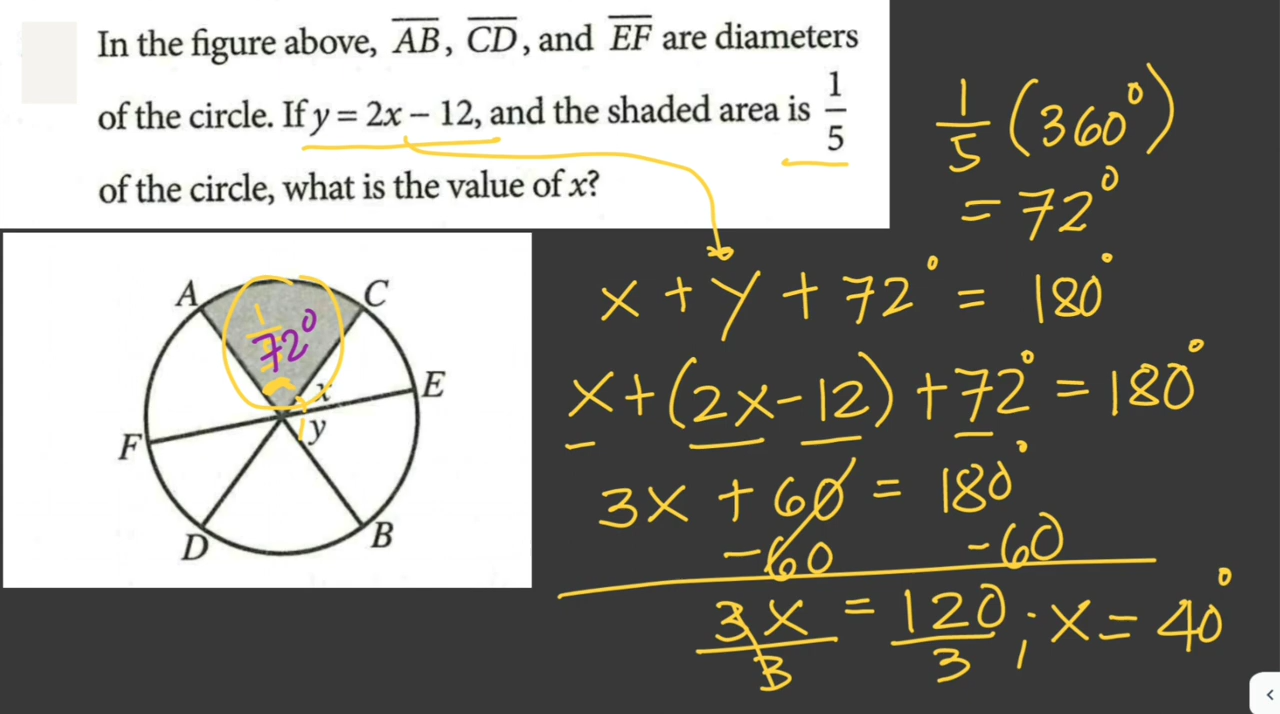 In the figure above, AB, CD, and EF are diameters
of the circle. If y = 2x − 12, and the shaded area is 1/5
of the circle, what is the value of x?
1/5 (360°)
= 72°
A
C
72°
x
E
F
y
D
B
x + y + 72° = 180°
x + (2x − 12) + 72° = 180°
3x + 60 = 180°
−60 −60
3x/3 = 120/3 ; x = 40°